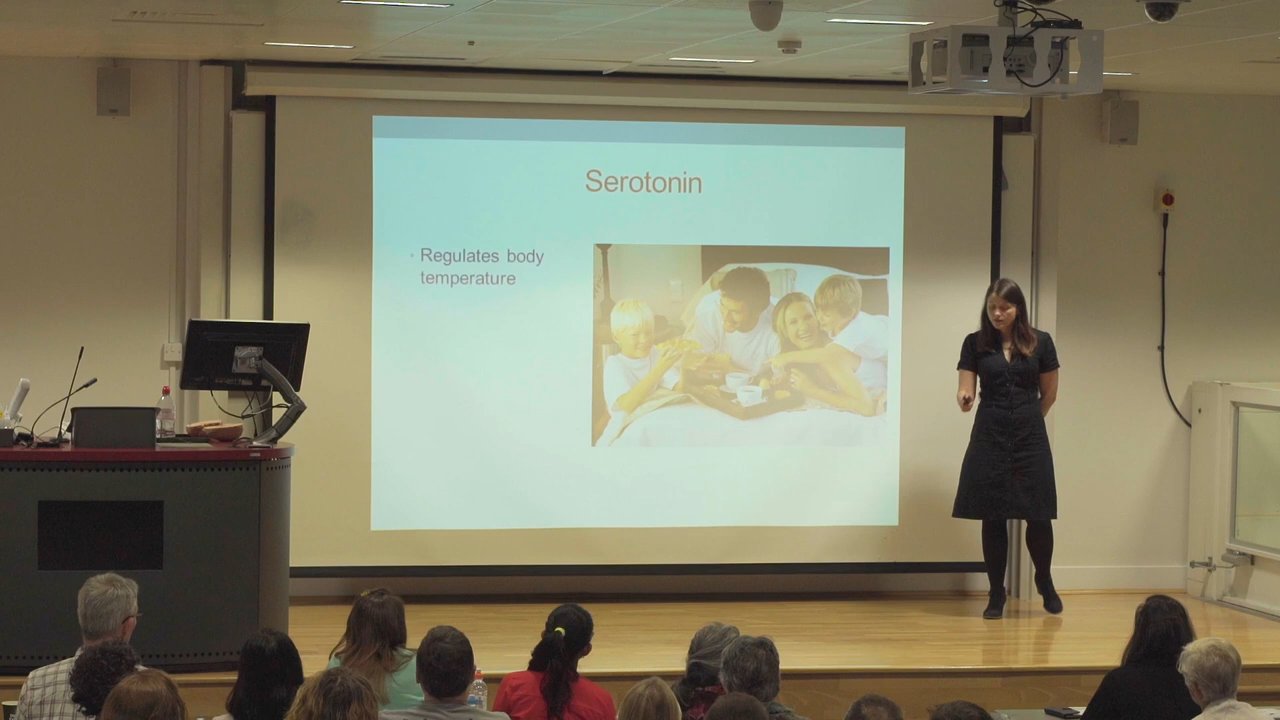 Serotonin
• Regulates body
temperature